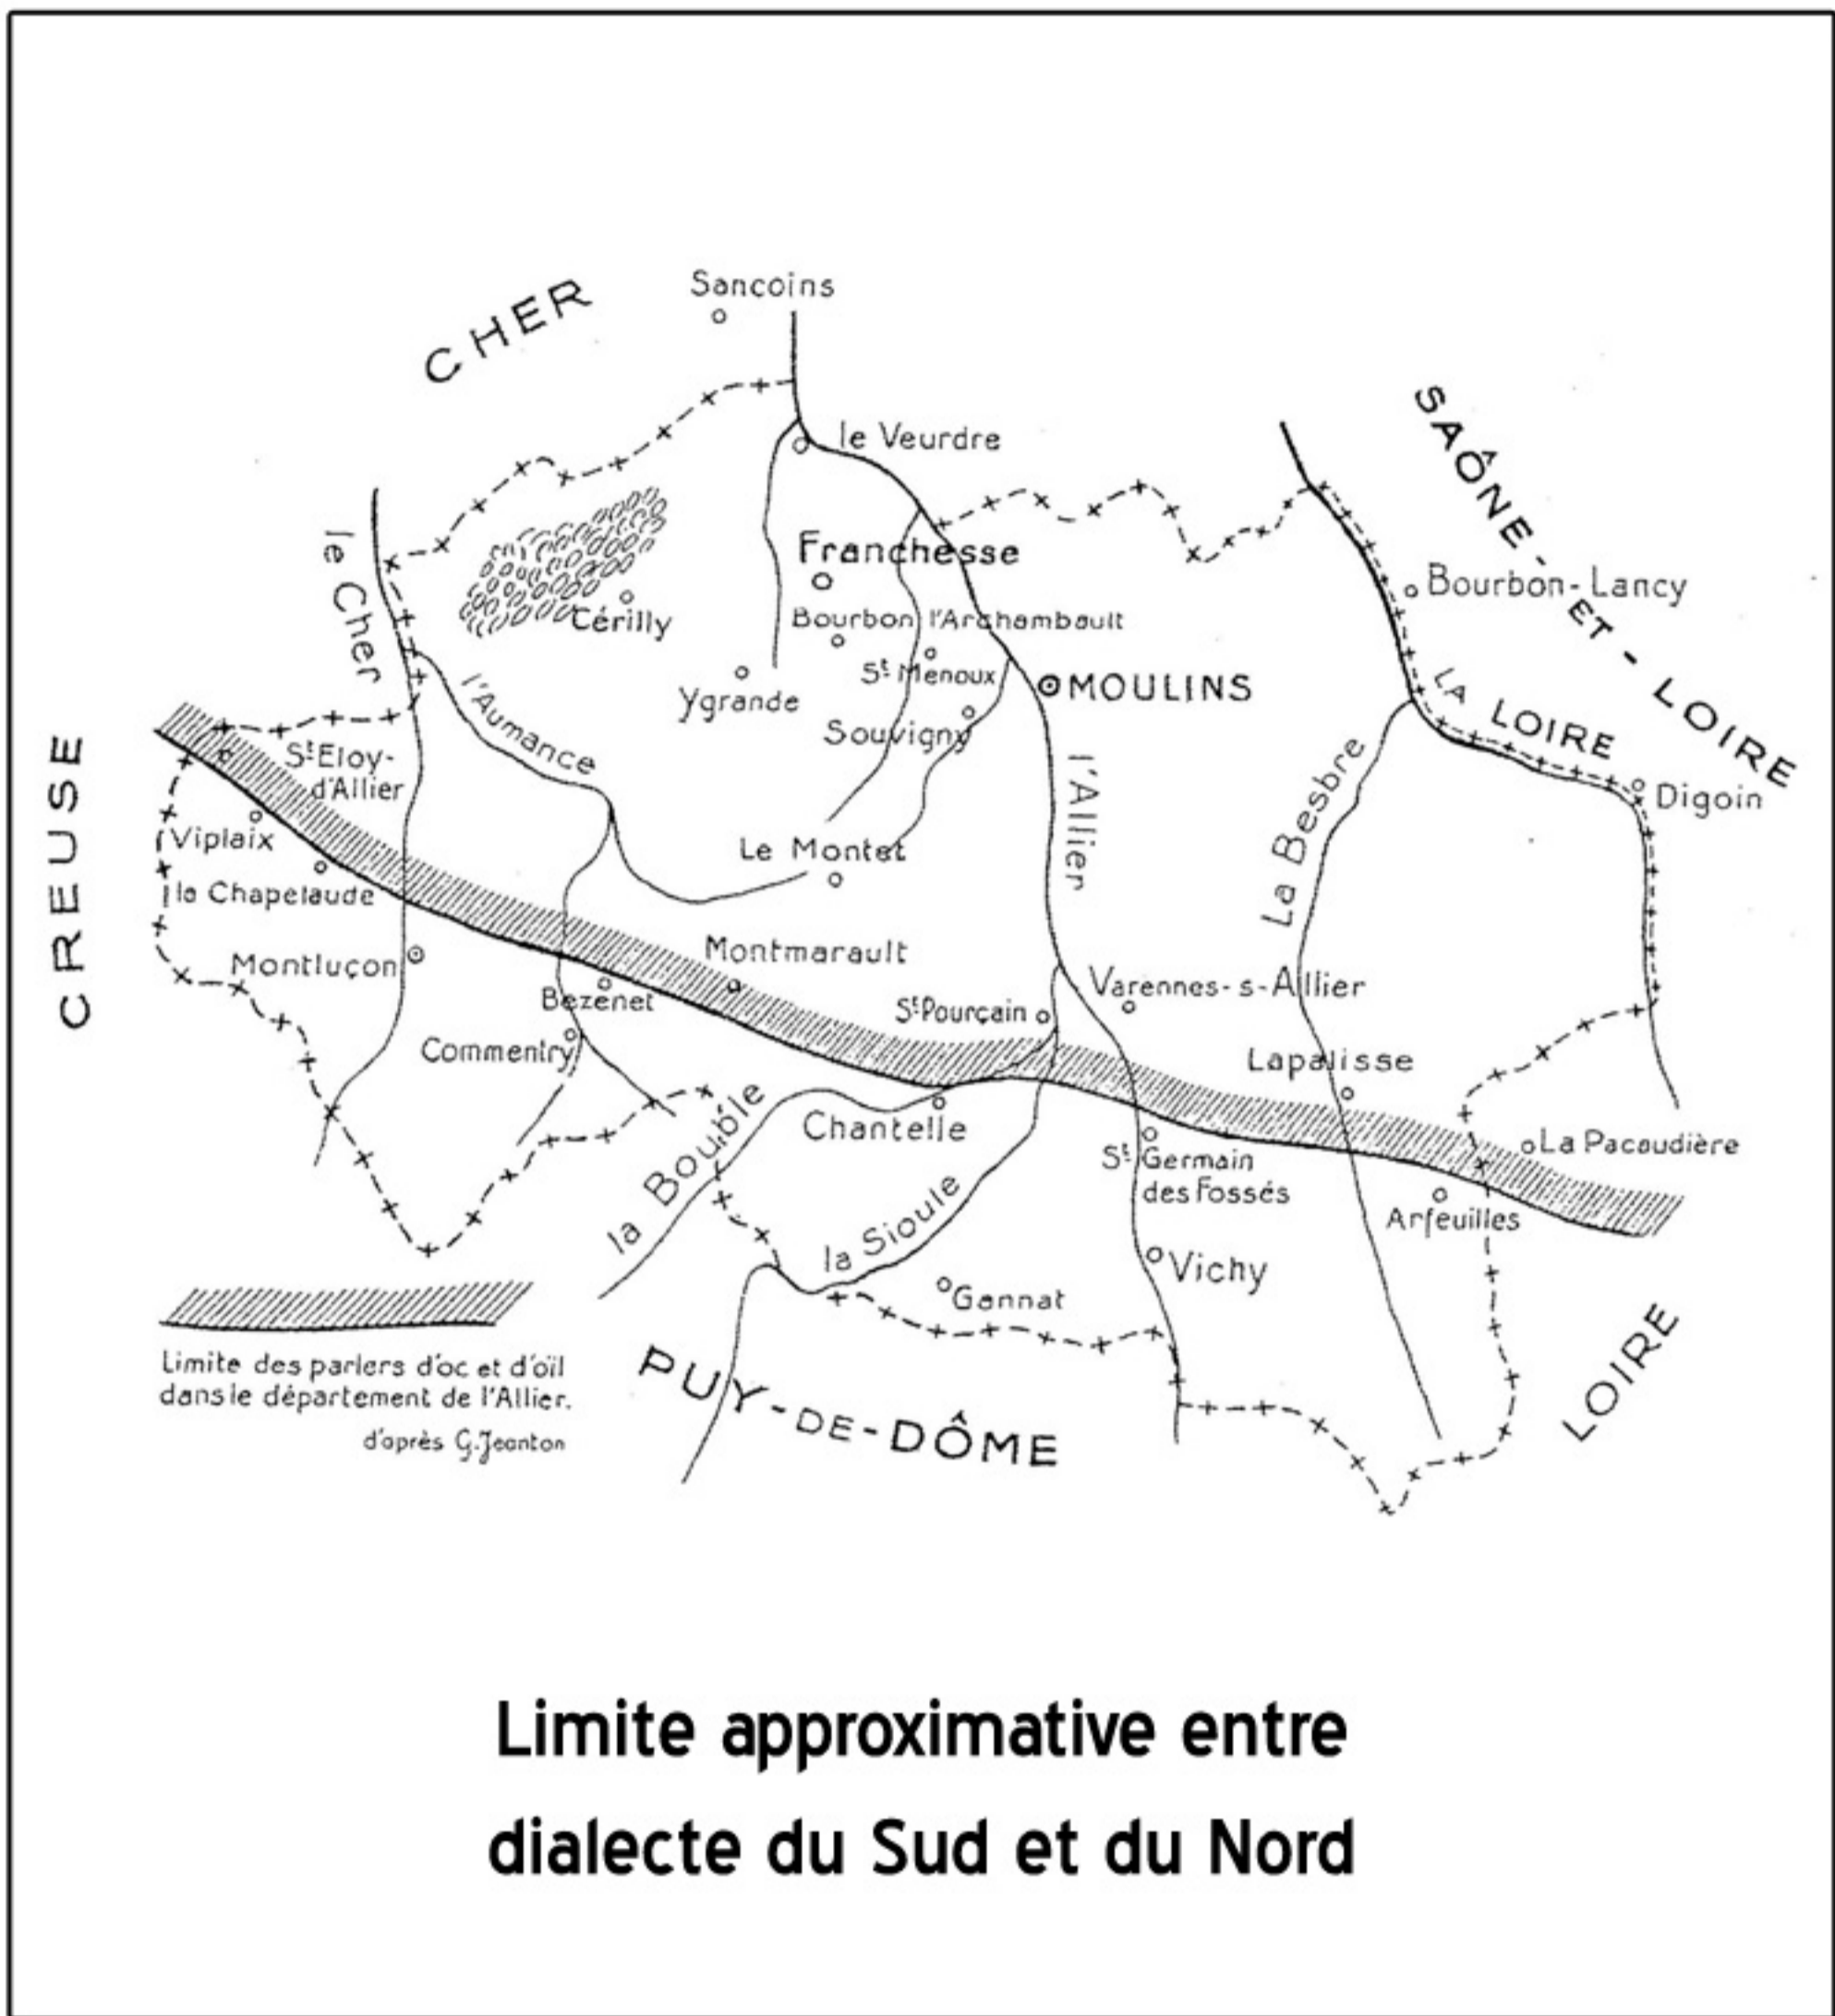 Sancoins
CHER
le Veurdre
SAÔNE-ET-LOIRE
Franchesse
Bourbon-Lancy
le Cher
Cérilly
Bourbon l'Archambault
St Menoux
MOULINS
Ygrande
l'Aumance
Souvigny
LA LOIRE
CREUSE
St Eloy-
d'Allier
l'Allier
La Besbre
Digoin
Viplaix
Le Montet
la Chapelaude
Montmarault
Montluçon
Bezenet
Varennes-s-Allier
St Pourçain
Commentry
Lapalisse
la Bouble
Chantelle
La Pacaudière
St Germain
des Fossés
la Sioule
Arfeuilles
Vichy
Gannat
LOIRE
PUY-DE-DÔME
Limite des parlers d'oc et d'oïl
dans le département de l'Allier.
d'après G. Jeanton
Limite approximative entre
dialecte du Sud et du Nord